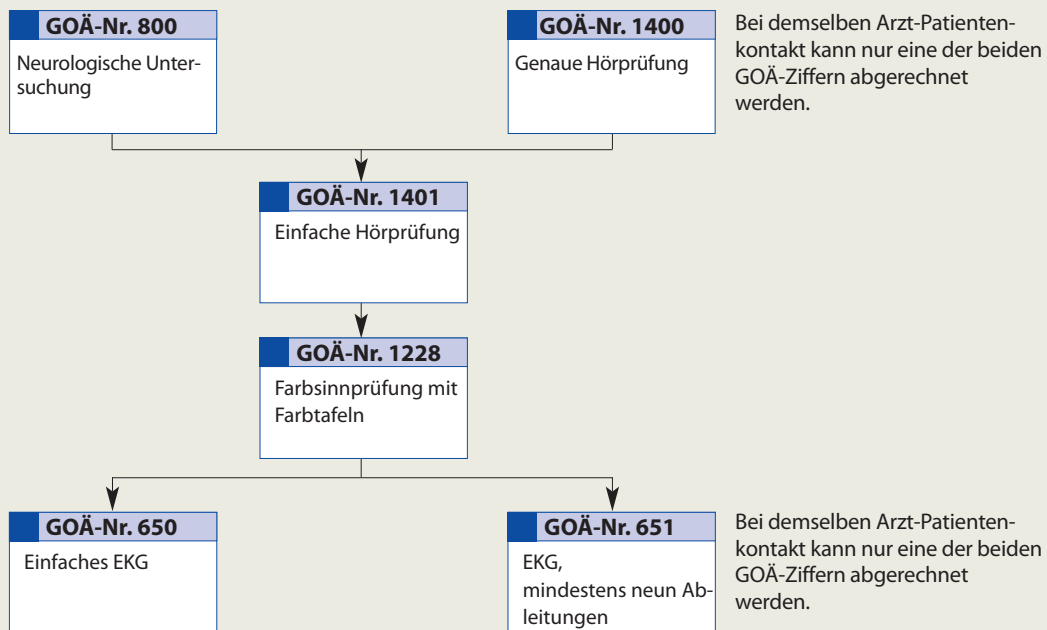 GOÄ-Nr. 800
Neurologische Unter-
suchung
GOÄ-Nr. 1400
Genaue Hörprüfung
Bei demselben Arzt-Patienten-
kontakt kann nur eine der beiden
GOÄ-Ziffern abgerechnet
werden.
GOÄ-Nr. 1401
Einfache Hörprüfung
GOÄ-Nr. 1228
Farbsinnprüfung mit
Farbtafeln
GOÄ-Nr. 650
Einfaches EKG
GOÄ-Nr. 651
EKG,
mindestens neun Ab-
leitungen
Bei demselben Arzt-Patienten-
kontakt kann nur eine der beiden
GOÄ-Ziffern abgerechnet
werden.